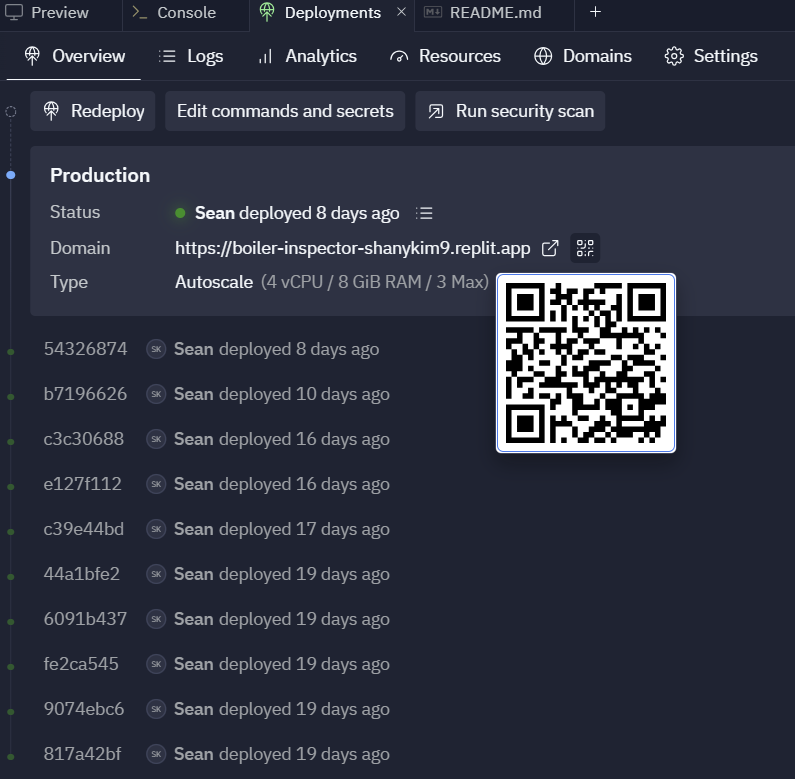 Preview Console Deployments README.md
Overview Logs Analytics Resources Domains Settings
Redeploy Edit commands and secrets Run security scan
Production
Status Sean deployed 8 days ago
Domain https://boiler-inspector-shanykim9.replit.app
Type Autoscale (4 vCPU / 8 GiB RAM / 3 Max)
54326874 SK Sean deployed 8 days ago
b7196626 SK Sean deployed 10 days ago
c3c30688 SK Sean deployed 16 days ago
e127f112 SK Sean deployed 16 days ago
c39e44bd SK Sean deployed 17 days ago
44a1bfe2 SK Sean deployed 19 days ago
6091b437 SK Sean deployed 19 days ago
fe2ca545 SK Sean deployed 19 days ago
9074ebc6 SK Sean deployed 19 days ago
817a42bf SK Sean deployed 19 days ago